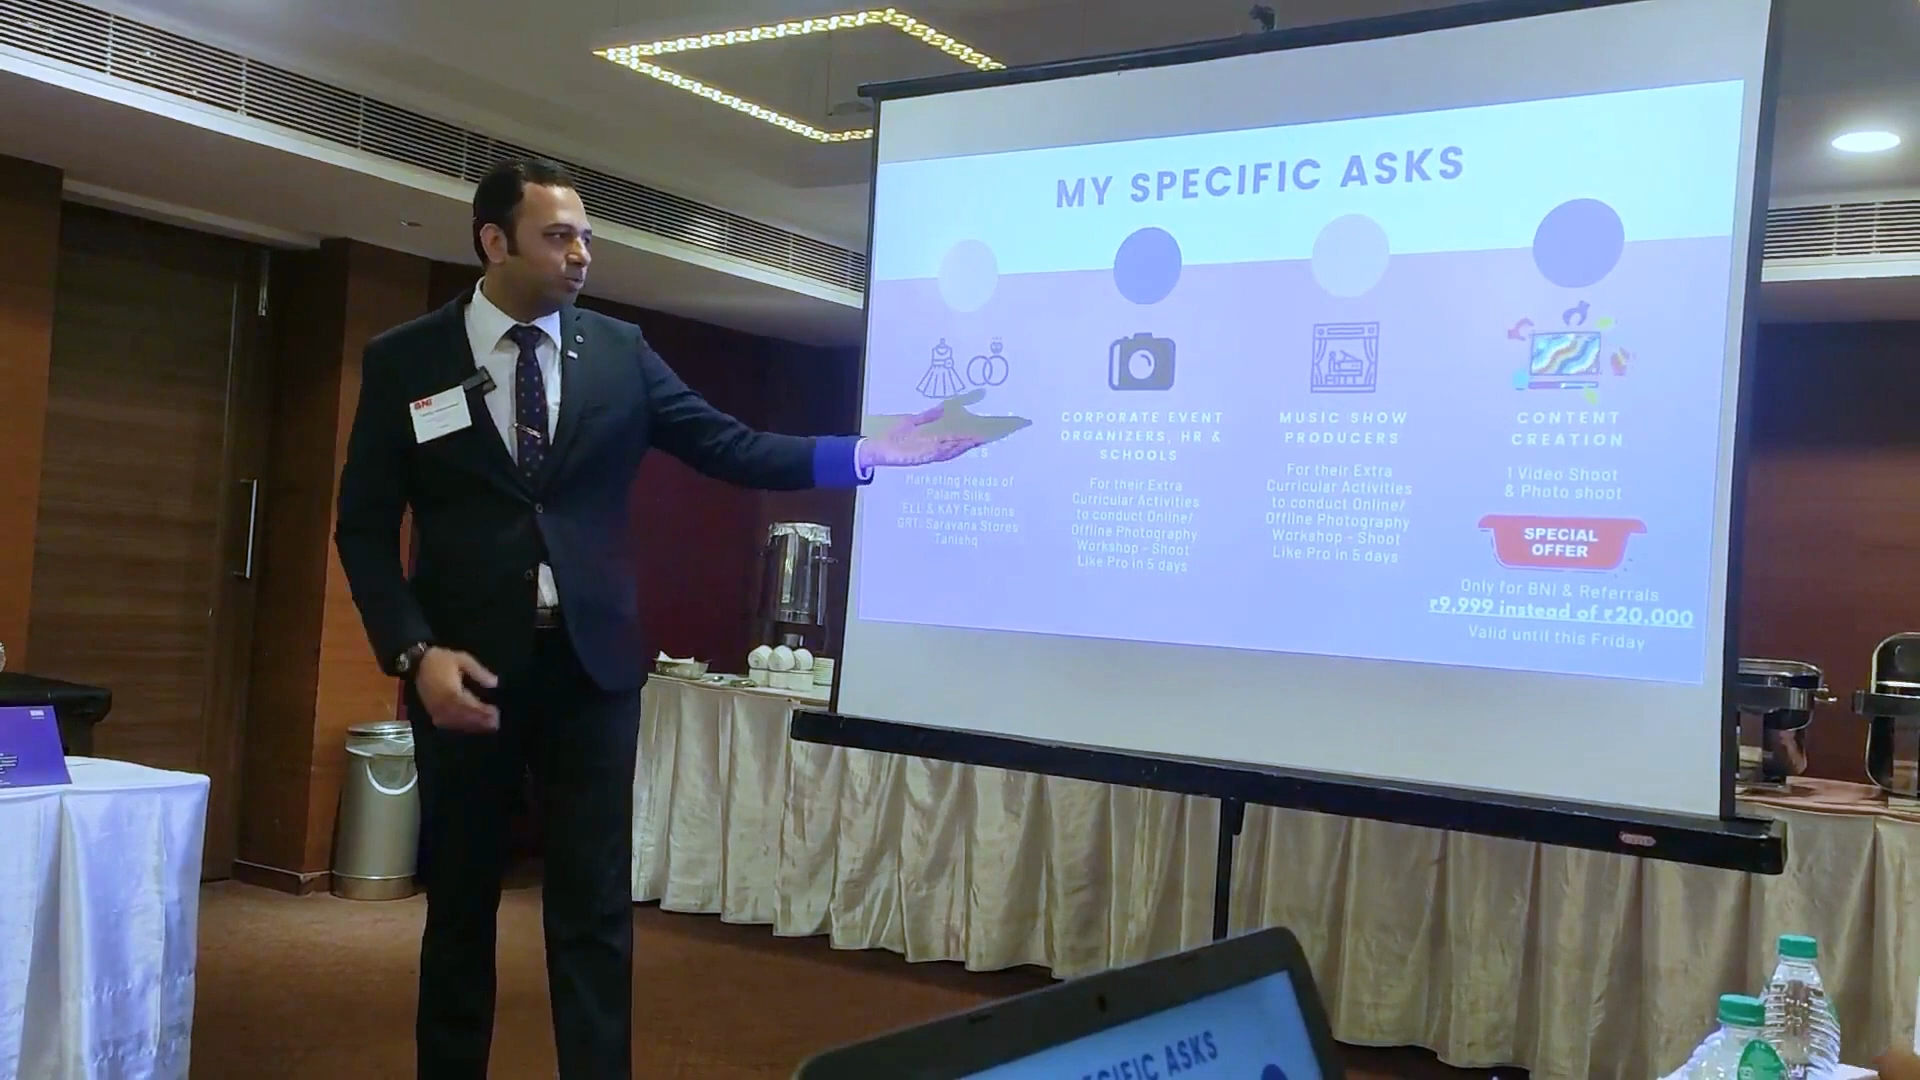 MY SPECIFIC ASKS
Marketing Heads of
Palam Silks
ELL & KAY Fashions
GRT, Saravana Stores
Tanishq
CORPORATE EVENT
ORGANIZERS, HR &
SCHOOLS
For their Extra
Curricular Activities
to conduct Online/
Offline Photography
Workshop - Shoot
Like Pro in 5 days
MUSIC SHOW
PRODUCERS
For their Extra
Curricular Activities
to conduct Online/
Offline Photography
Workshop - Shoot
Like Pro in 5 days
CONTENT
CREATION
1 Video Shoot
& Photo shoot
SPECIAL
OFFER
Only for BNI & Referrals
₹9,999 instead of ₹20,000
Valid until this Friday
BNI
ASKS